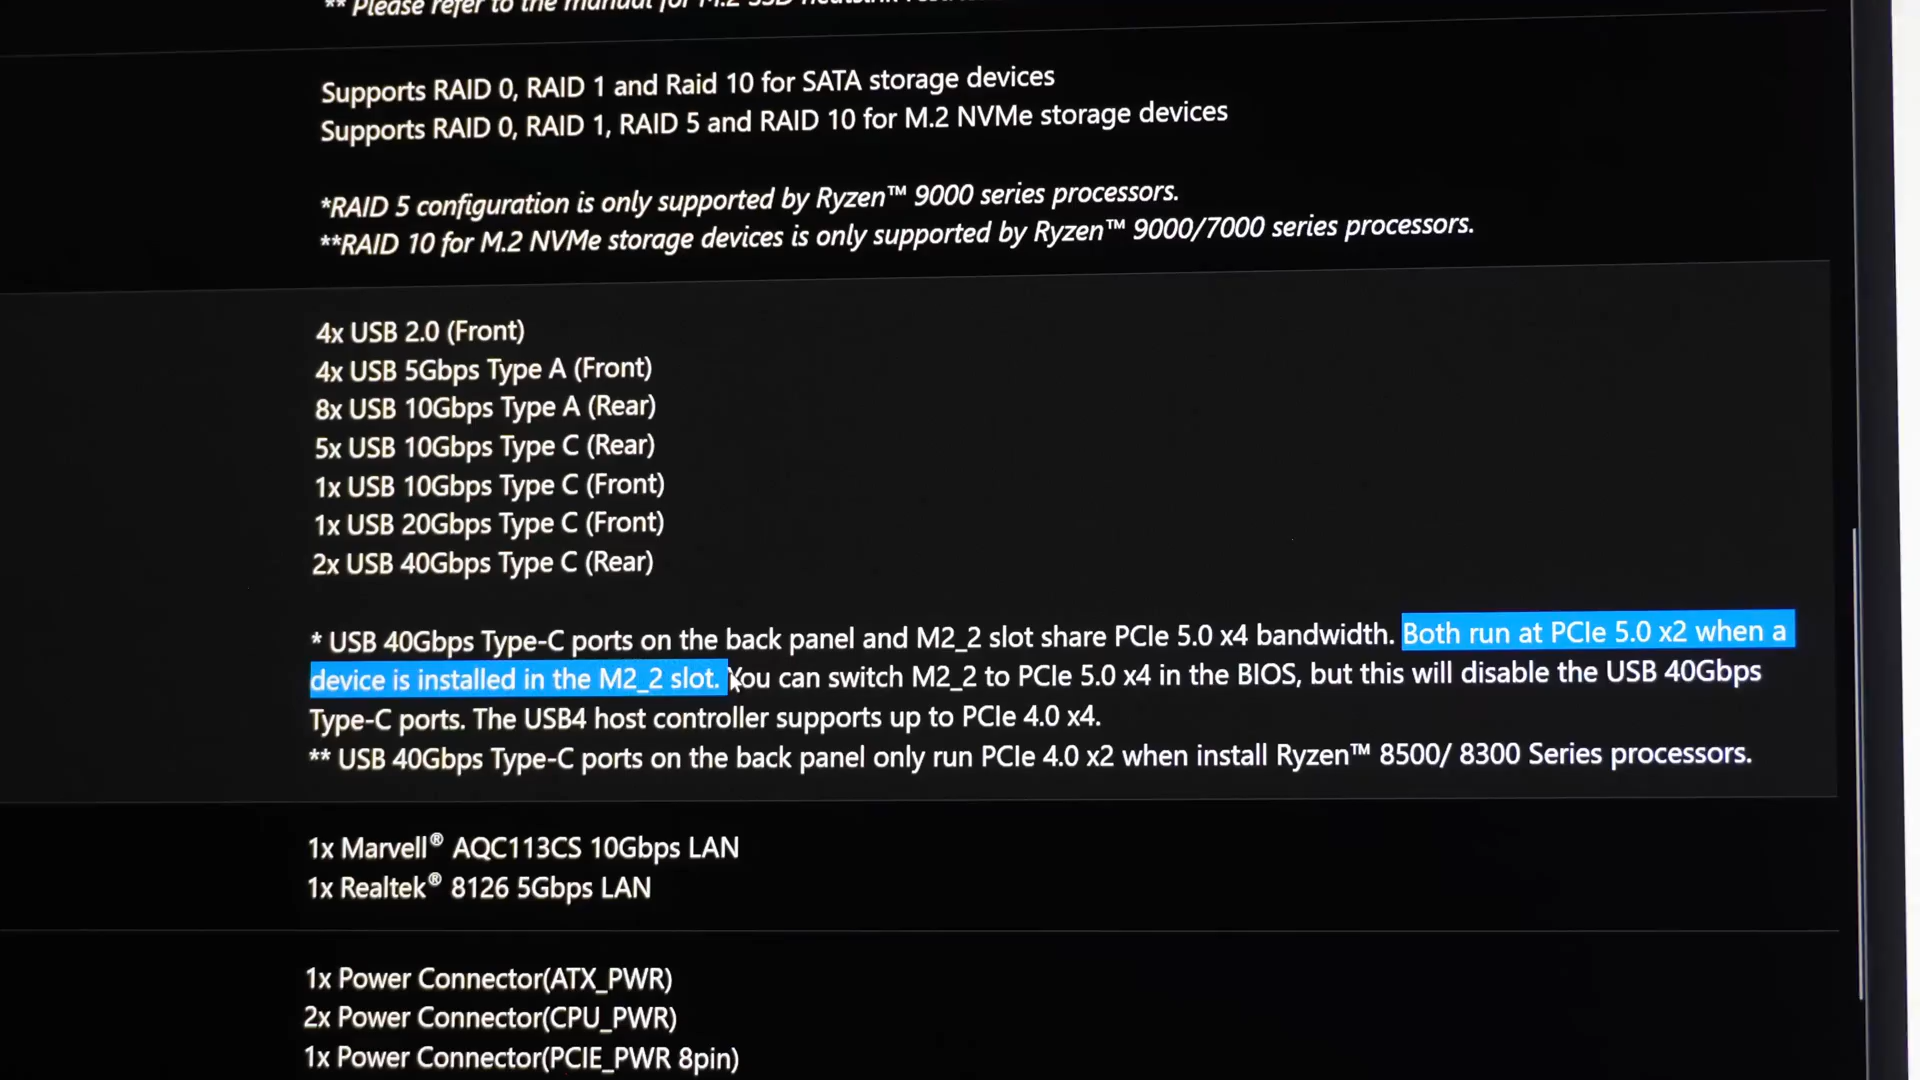 ** Please refer to the manual for M.2 SSD heatsink
Supports RAID 0, RAID 1 and Raid 10 for SATA storage devices
Supports RAID 0, RAID 1, RAID 5 and RAID 10 for M.2 NVMe storage devices
*RAID 5 configuration is only supported by Ryzen™ 9000 series processors.
**RAID 10 for M.2 NVMe storage devices is only supported by Ryzen™ 9000/7000 series processors.
4x USB 2.0 (Front)
4x USB 5Gbps Type A (Front)
8x USB 10Gbps Type A (Rear)
5x USB 10Gbps Type C (Rear)
1x USB 10Gbps Type C (Front)
1x USB 20Gbps Type C (Front)
2x USB 40Gbps Type C (Rear)
* USB 40Gbps Type-C ports on the back panel and M2_2 slot share PCIe 5.0 x4 bandwidth. Both run at PCIe 5.0 x2 when a
device is installed in the M2_2 slot. You can switch M2_2 to PCIe 5.0 x4 in the BIOS, but this will disable the USB 40Gbps
Type-C ports. The USB4 host controller supports up to PCIe 4.0 x4.
** USB 40Gbps Type-C ports on the back panel only run PCIe 4.0 x2 when install Ryzen™ 8500/ 8300 Series processors.
1x Marvell® AQC113CS 10Gbps LAN
1x Realtek® 8126 5Gbps LAN
1x Power Connector(ATX_PWR)
2x Power Connector(CPU_PWR)
1x Power Connector(PCIE_PWR 8pin)